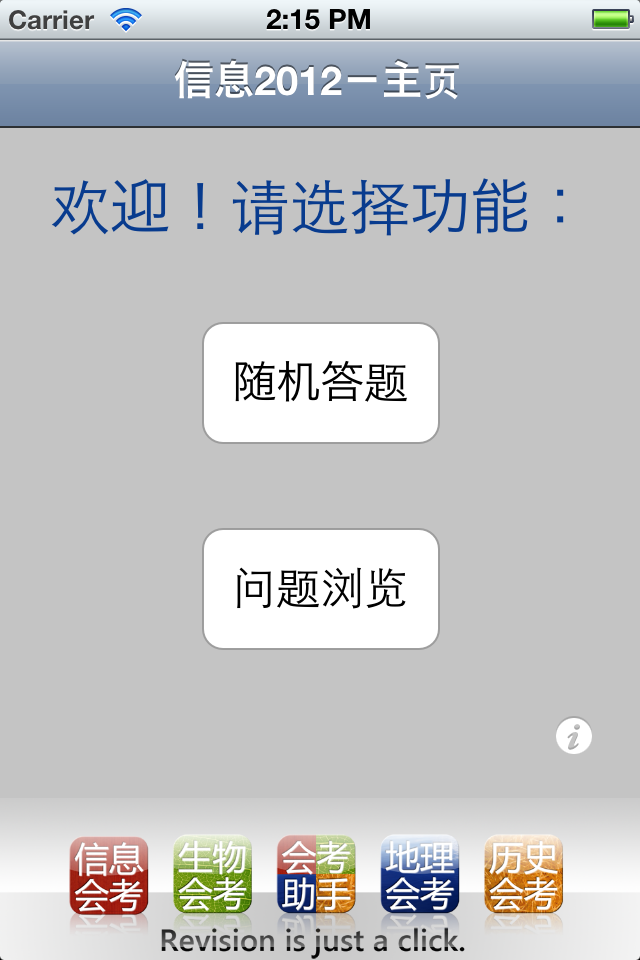 Carrier 2:15 PM
信息2012－主页
欢迎！请选择功能：
随机答题
问题浏览
i
信息 生物 会考 地理 历史
会考 会考 助手 会考 会考
Revision is just a click.